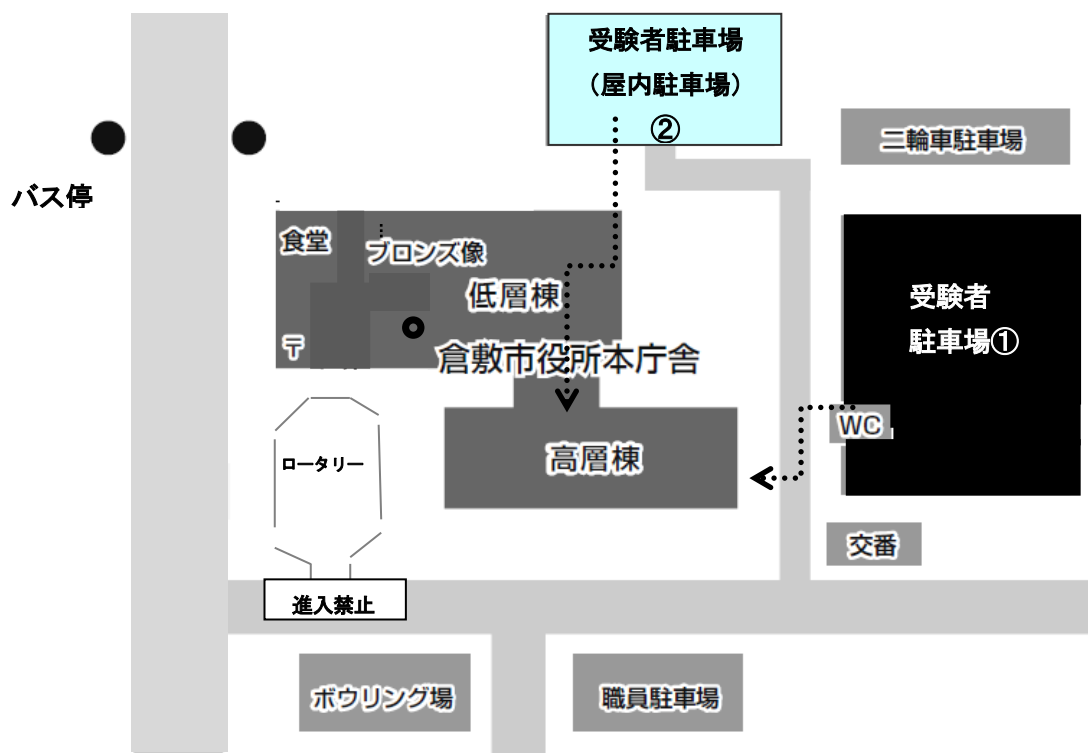 受験者駐車場
（屋内駐車場）
②
二輪車駐車場
バス停
食堂
ブロンズ像
低層棟
受験者
駐車場①
〒
倉敷市役所本庁舎
WC
高層棟
ロータリー
交番
進入禁止
ボウリング場
職員駐車場